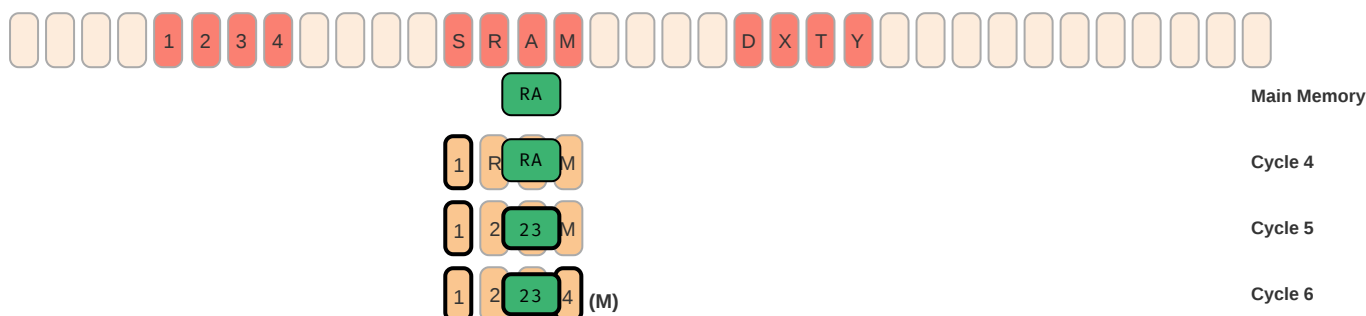 1 2 3 4 S R A M D X T Y
RA Main Memory
1 R RA M Cycle 4
1 2 23 M Cycle 5
1 2 23 4 (M) Cycle 6